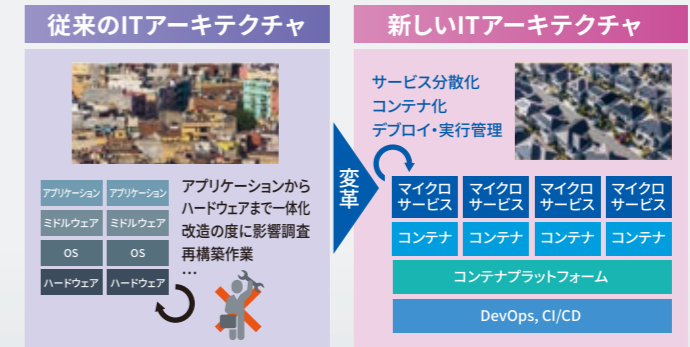 従来のITアーキテクチャ
アプリケーション アプリケーション
ミドルウェア ミドルウェア
OS OS
ハードウェア ハードウェア
アプリケーションから
ハードウェアまで一体化
改造の度に影響調査
再構築作業
…
変革
新しいITアーキテクチャ
サービス分散化
コンテナ化
デプロイ・実行管理
マイクロ マイクロ マイクロ マイクロ
サービス サービス サービス サービス
コンテナ コンテナ コンテナ コンテナ
コンテナプラットフォーム
DevOps, CI/CD